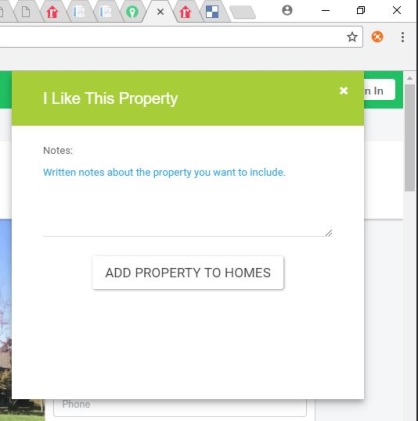 n In
I Like This Property
Notes:
Written notes about the property you want to include.
ADD PROPERTY TO HOMES
Phone